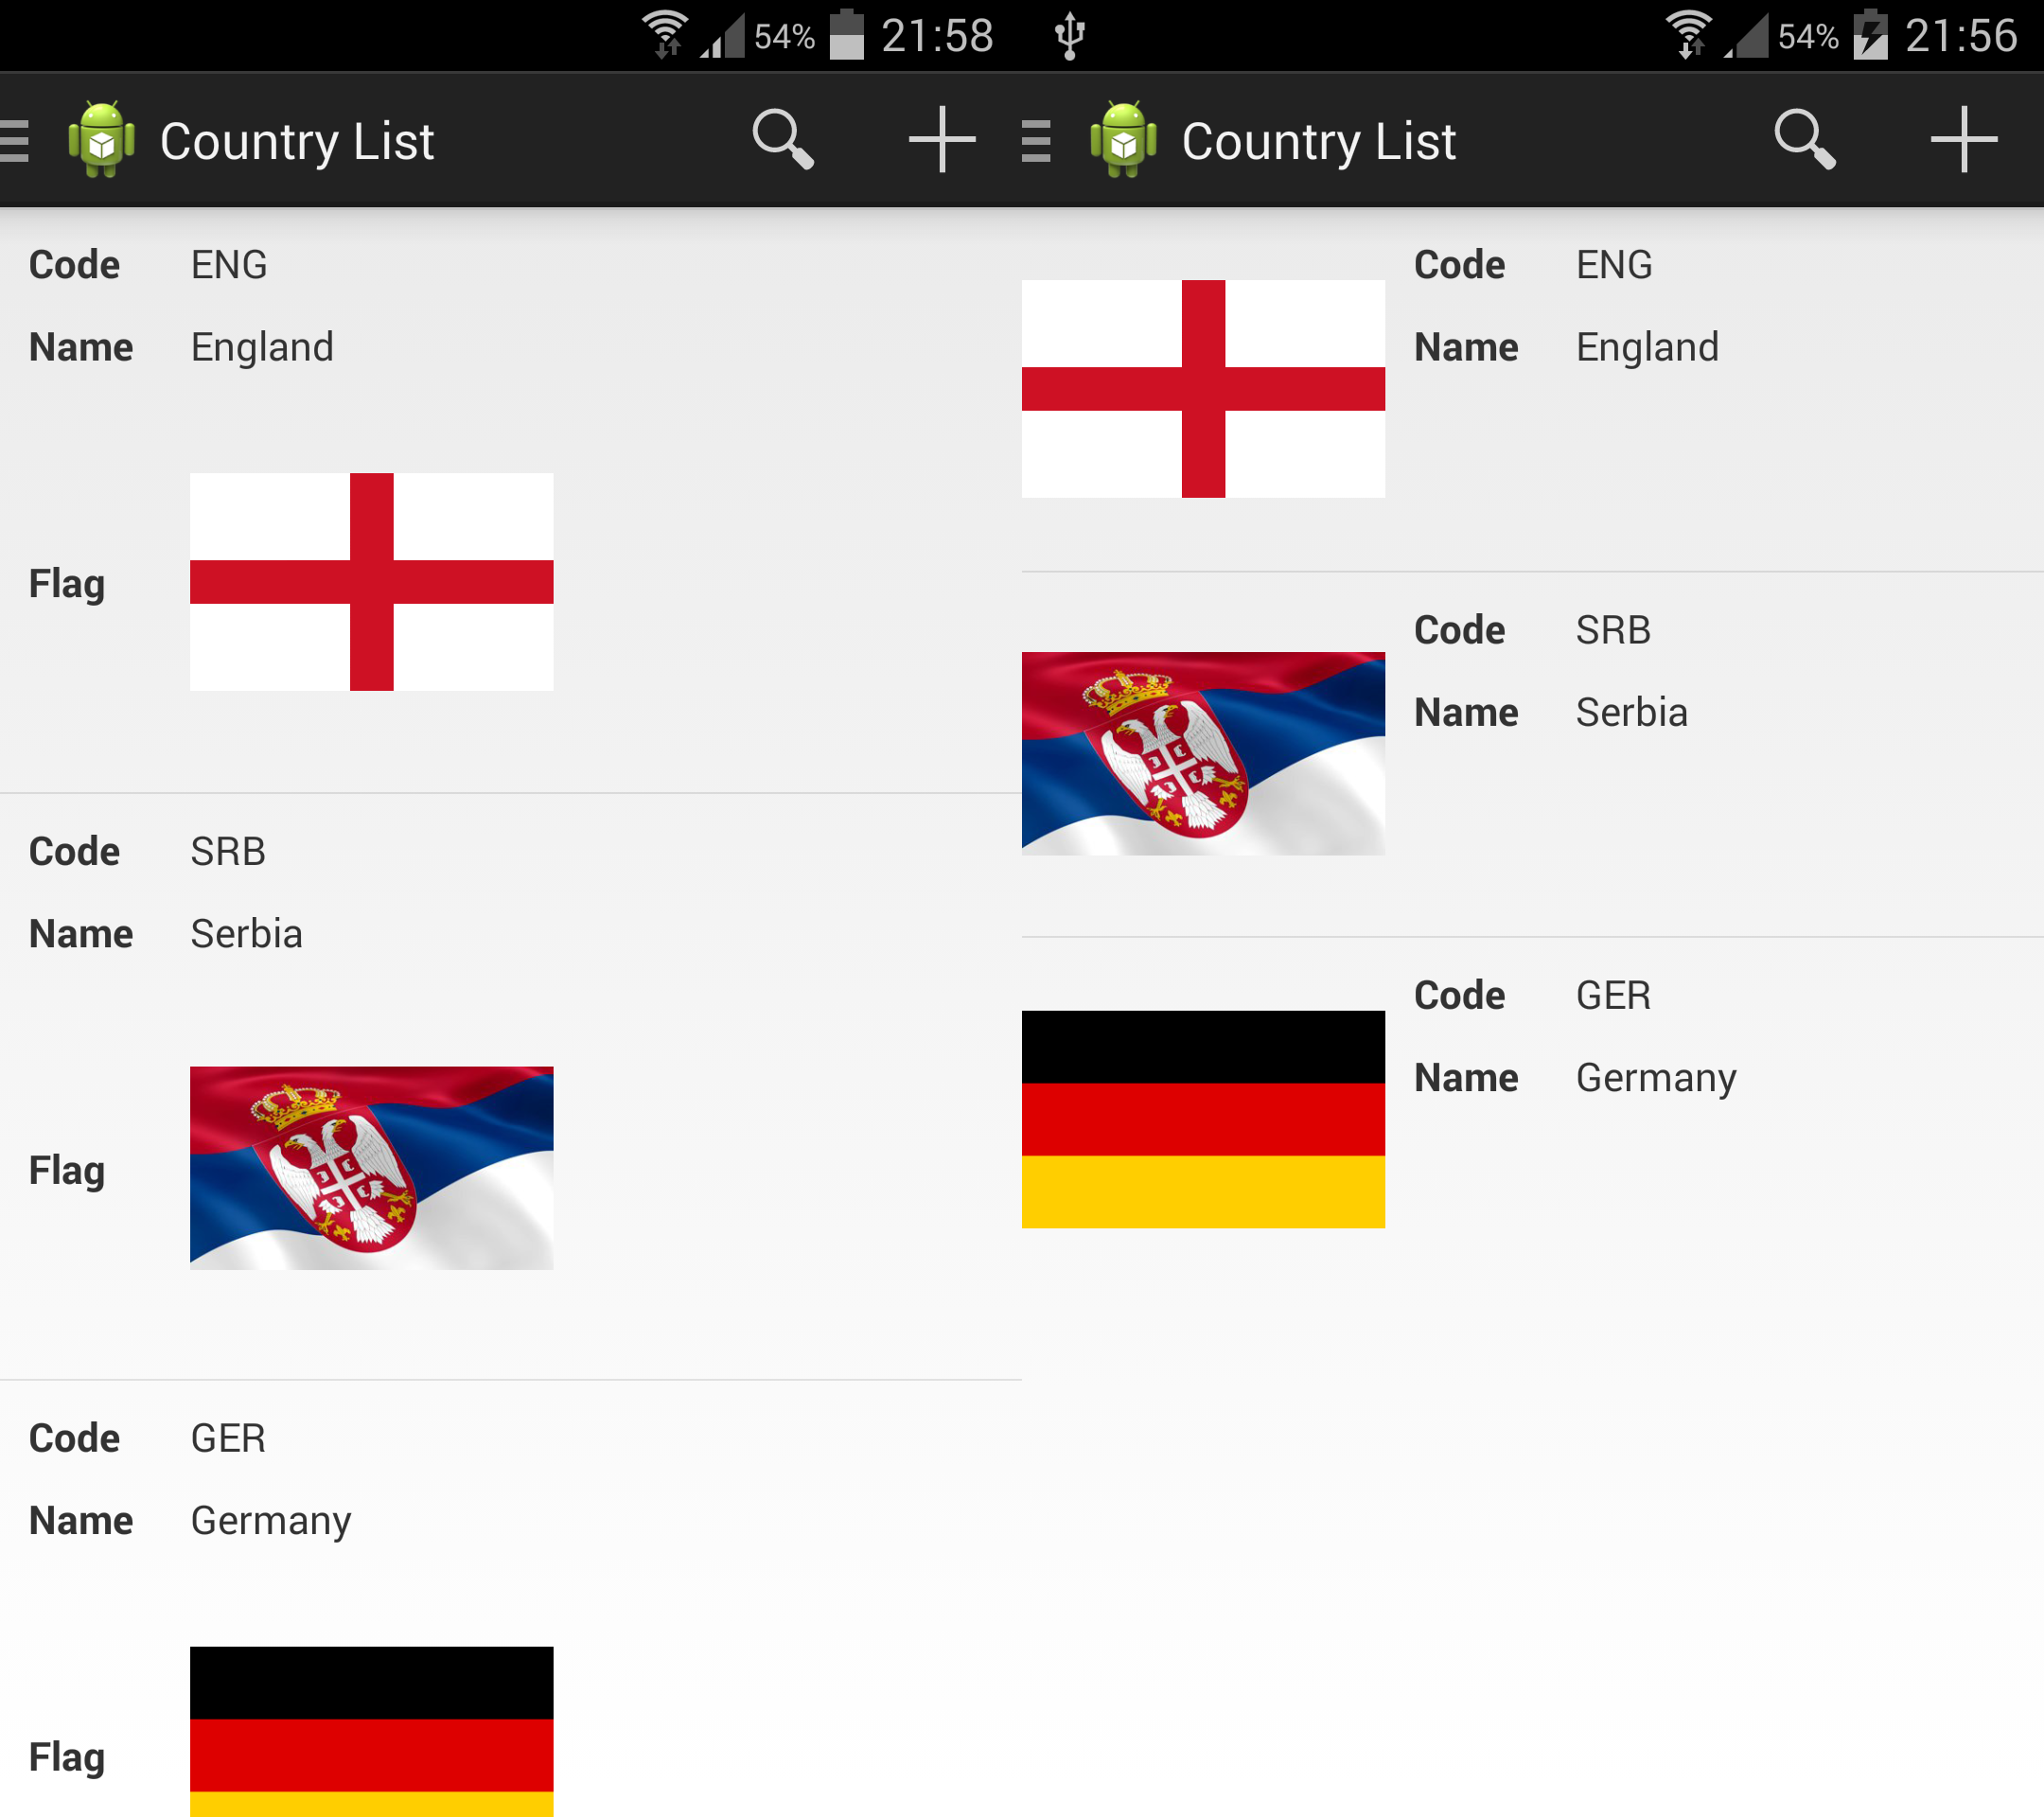 54% 21:58
Country List
Code ENG
Name England
Flag
Code SRB
Name Serbia
Flag
Code GER
Name Germany
Flag
54% 21:56
Country List
Code ENG
Name England
Code SRB
Name Serbia
Code GER
Name Germany